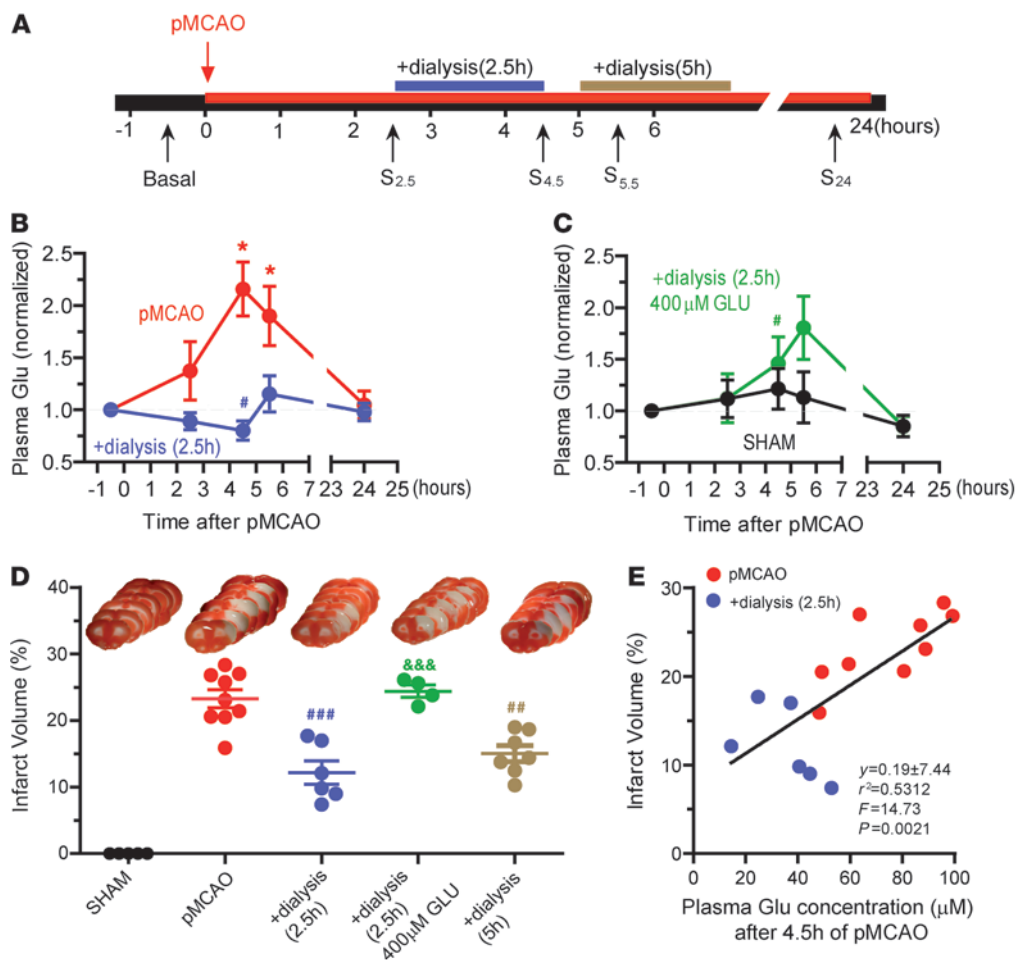 A
pMCAO
+dialysis(2.5h)
+dialysis(5h)
-1 0 1 2 3 4 5 6 24(hours)
Basal S2.5 S4.5 S5.5 S24
B
Plasma Glu (normalized)
2.5
2.0
1.5
1.0
0.5
* *
pMCAO
#
+dialysis (2.5h)
-1 0 1 2 3 4 5 6 7 23 24 25 (hours)
Time after pMCAO
C
Plasma Glu (normalized)
2.5
2.0
1.5
1.0
0.5
+dialysis (2.5h)
400µM GLU
#
SHAM
-1 0 1 2 3 4 5 6 7 23 24 25 (hours)
Time after pMCAO
D
Infarct Volume (%)
40
30
20
10
0
###
&&&
##
SHAM
pMCAO
+dialysis
(2.5h)
+dialysis
(2.5h)
400µM GLU
+dialysis
(5h)
E
pMCAO
+dialysis (2.5h)
Infarct Volume (%)
30
20
10
0
y=0.19±7.44
r²=0.5312
F=14.73
P=0.0021
0 20 40 60 80 100
Plasma Glu concentration (µM)
after 4.5h of pMCAO